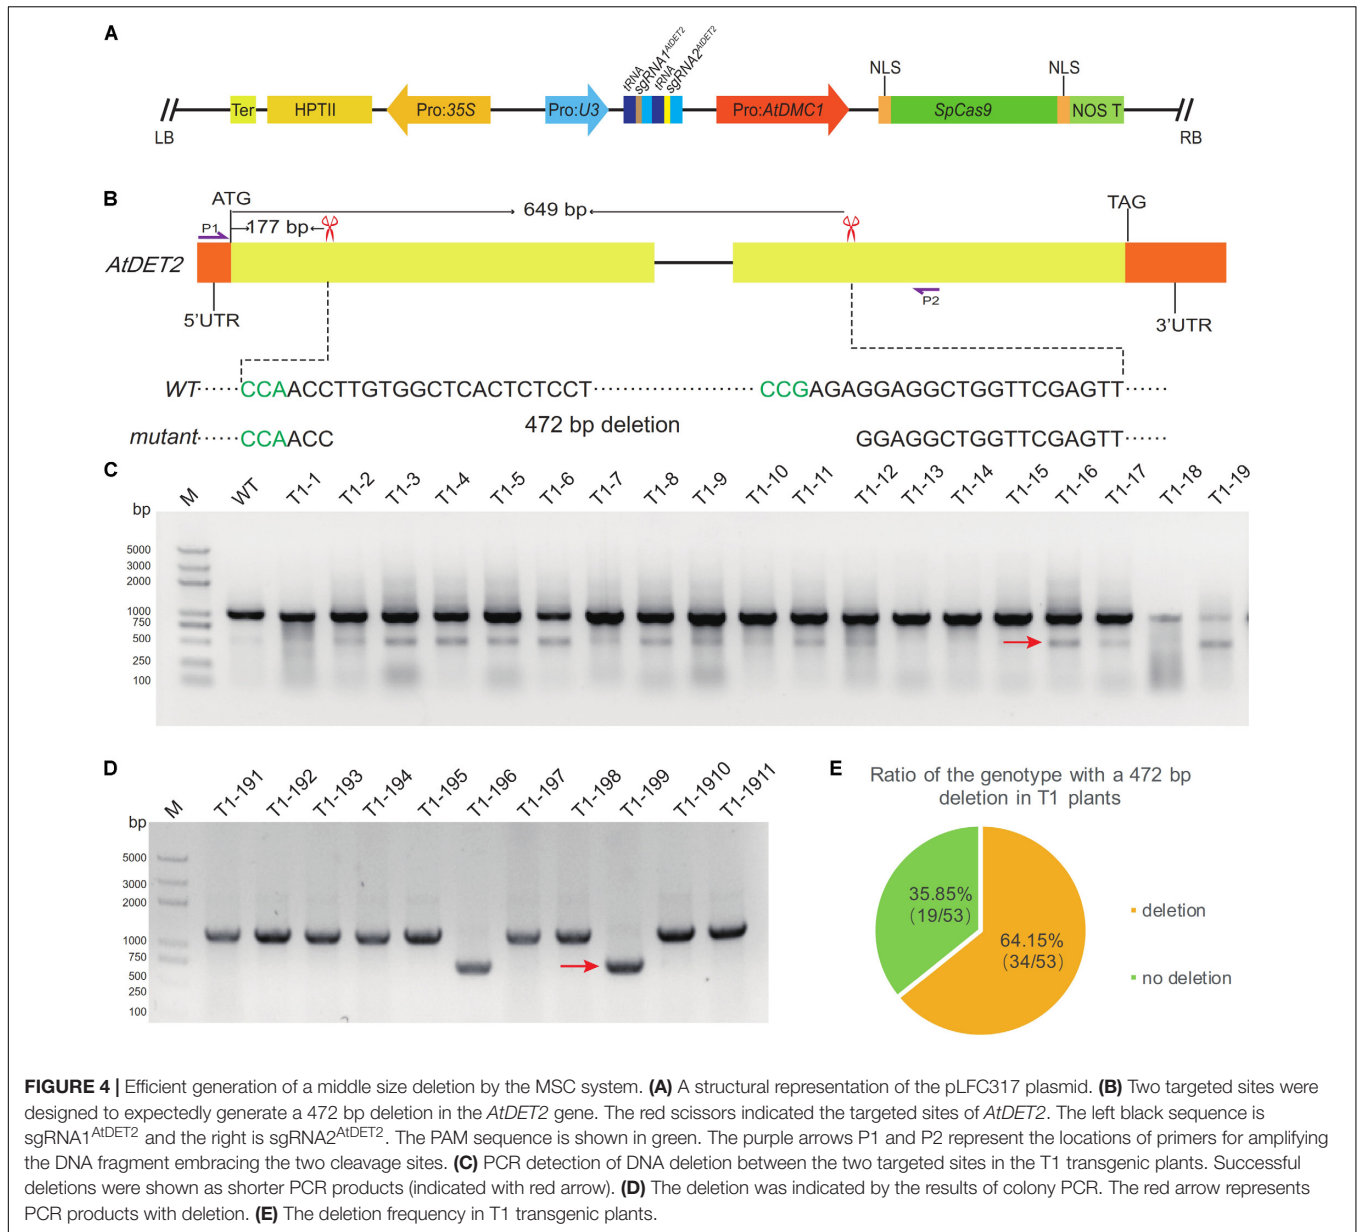 A
tRNA
sgRNA1^AtDET2
tRNA
sgRNA2^AtDET2
NLS
NLS
Ter
HPTII
Pro:35S
Pro:U3
Pro:AtDMC1
SpCas9
NOS T
LB
RB
B
ATG
649 bp
TAG
P1
177 bp
AtDET2
P2
5'UTR
3'UTR
WT······CCAACCTTGTGGCTCACTCTCCT····················CCGAGAGGAGGCTGGTTCGAGTT······
472 bp deletion
mutant······CCAACC GGAGGCTGGTTCGAGTT······
C
M WT T1-1 T1-2 T1-3 T1-4 T1-5 T1-6 T1-7 T1-8 T1-9 T1-10 T1-11 T1-12 T1-13 T1-14 T1-15 T1-16 T1-17 T1-18 T1-19
bp
5000
3000
2000
1000
750
500
250
100
D
M T1-191 T1-192 T1-193 T1-194 T1-195 T1-196 T1-197 T1-198 T1-199 T1-1910 T1-1911
bp
5000
3000
2000
1000
750
500
250
100
E
Ratio of the genotype with a 472 bp
deletion in T1 plants
35.85%
(19/53)
64.15%
(34/53)
deletion
no deletion
FIGURE 4 | Efficient generation of a middle size deletion by the MSC system. (A) A structural representation of the pLFC317 plasmid. (B) Two targeted sites were
designed to expectedly generate a 472 bp deletion in the AtDET2 gene. The red scissors indicated the targeted sites of AtDET2. The left black sequence is
sgRNA1^AtDET2 and the right is sgRNA2^AtDET2. The PAM sequence is shown in green. The purple arrows P1 and P2 represent the locations of primers for amplifying
the DNA fragment embracing the two cleavage sites. (C) PCR detection of DNA deletion between the two targeted sites in the T1 transgenic plants. Successful
deletions were shown as shorter PCR products (indicated with red arrow). (D) The deletion was indicated by the results of colony PCR. The red arrow represents
PCR products with deletion. (E) The deletion frequency in T1 transgenic plants.